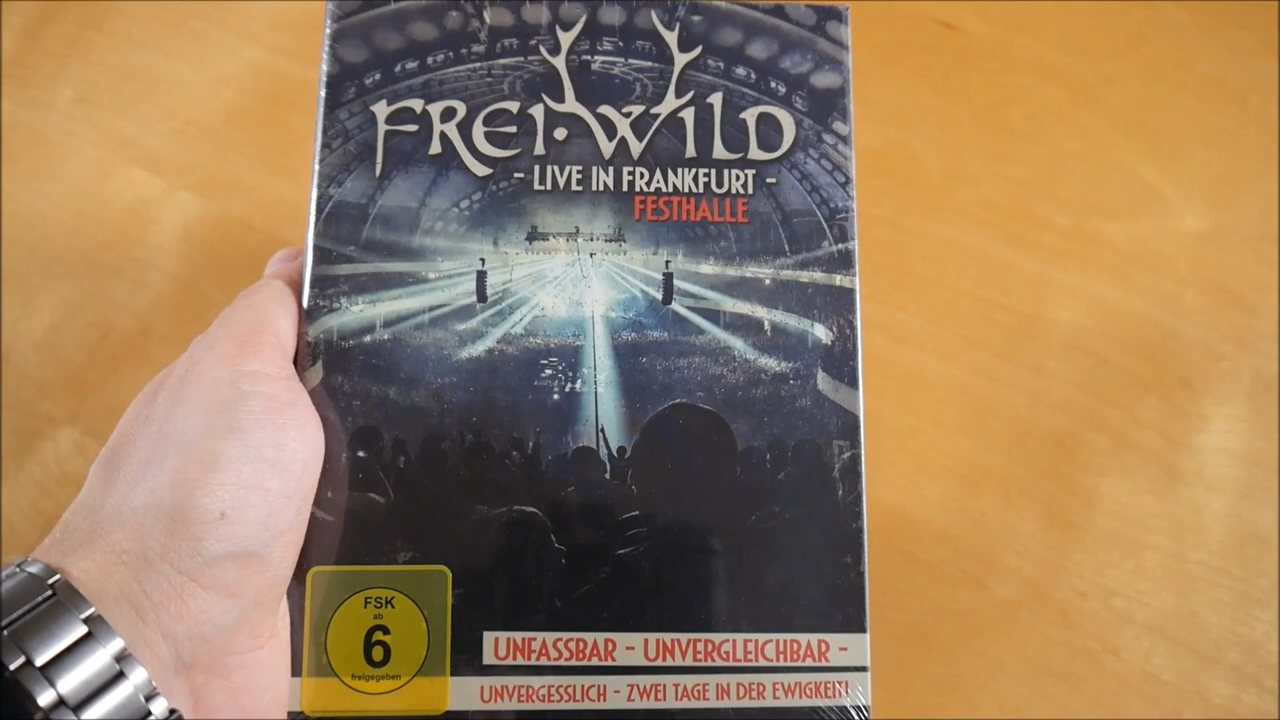 FREI.WILD
- LIVE IN FRANKFURT -
FESTHALLE
FSK
ab
6
freigegeben
UNFASSBAR - UNVERGLEICHBAR -
UNVERGESSLICH - ZWEI TAGE IN DER EWIGKEIT!